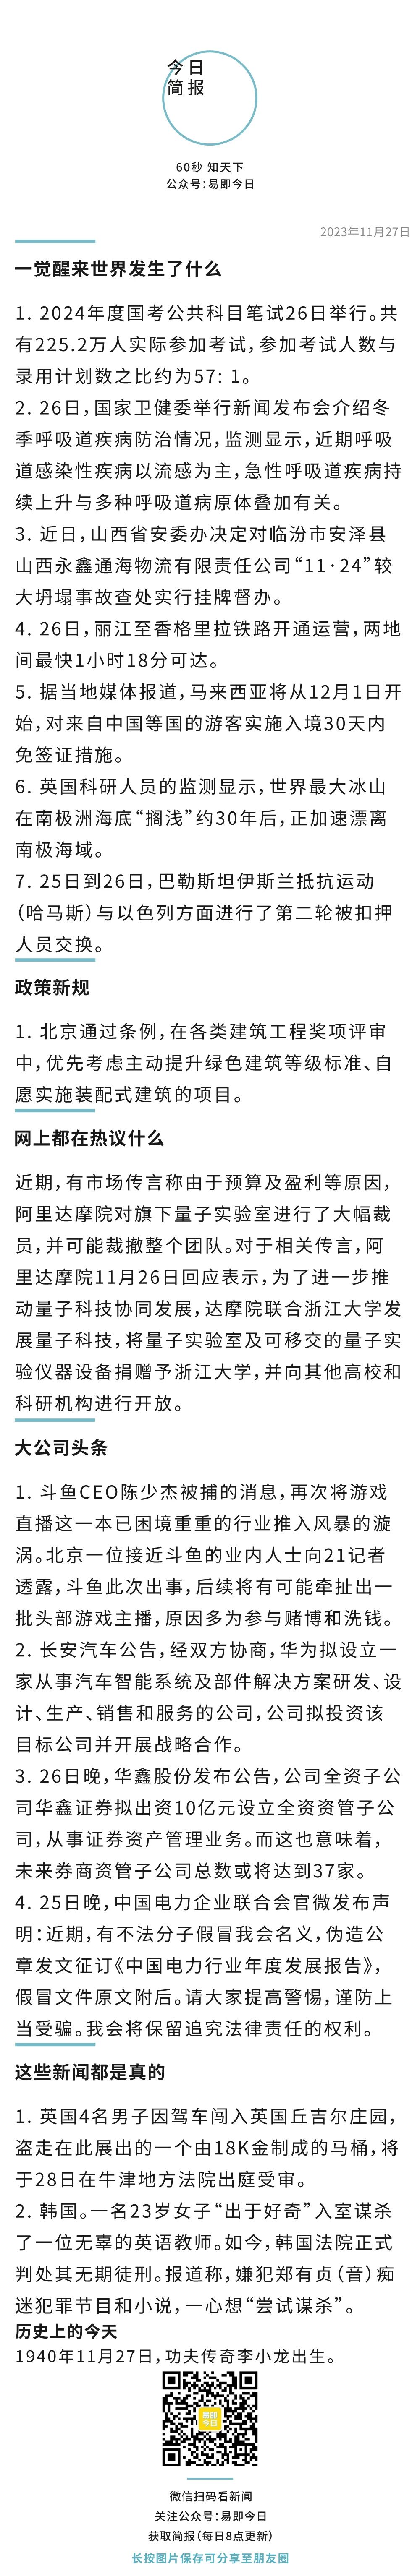 今日
简报
60秒 知天下
公众号：易即今日
2023年11月27日
一觉醒来世界发生了什么
1. 2024年度国考公共科目笔试26日举行。共
有225.2万人实际参加考试，参加考试人数与
录用计划数之比约为57: 1。
2. 26日，国家卫健委举行新闻发布会介绍冬
季呼吸道疾病防治情况，监测显示，近期呼吸
道感染性疾病以流感为主，急性呼吸道疾病持
续上升与多种呼吸道病原体叠加有关。
3. 近日，山西省安委办决定对临汾市安泽县
山西永鑫通海物流有限责任公司“11·24”较
大坍塌事故查处实行挂牌督办。
4. 26日，丽江至香格里拉铁路开通运营，两地
间最快1小时18分可达。
5. 据当地媒体报道，马来西亚将从12月1日开
始，对来自中国等国的游客实施入境30天内
免签证措施。
6. 英国科研人员的监测显示，世界最大冰山
在南极洲海底“搁浅”约30年后，正加速漂离
南极海域。
7. 25日到26日，巴勒斯坦伊斯兰抵抗运动
（哈马斯）与以色列方面进行了第二轮被扣押
人员交换。
政策新规
1. 北京通过条例，在各类建筑工程奖项评审
中，优先考虑主动提升绿色建筑等级标准、自
愿实施装配式建筑的项目。
网上都在热议什么
近期，有市场传言称由于预算及盈利等原因，
阿里达摩院对旗下量子实验室进行了大幅裁
员，并可能裁撤整个团队。对于相关传言，阿
里达摩院11月26日回应表示，为了进一步推
动量子科技协同发展，达摩院联合浙江大学发
展量子科技，将量子实验室及可移交的量子实
验仪器设备捐赠予浙江大学，并向其他高校和
科研机构进行开放。
大公司头条
1. 斗鱼CEO陈少杰被捕的消息，再次将游戏
直播这一本已困境重重的行业推入风暴的漩
涡。北京一位接近斗鱼的业内人士向21记者
透露，斗鱼此次出事，后续将有可能牵扯出一
批头部游戏主播，原因多为参与赌博和洗钱。
2. 长安汽车公告，经双方协商，华为拟设立一
家从事汽车智能系统及部件解决方案研发、设
计、生产、销售和服务的公司，公司拟投资该
目标公司并开展战略合作。
3. 26日晚，华鑫股份发布公告，公司全资子公
司华鑫证券拟出资10亿元设立全资资管子公
司，从事证券资产管理业务。而这也意味着，
未来券商资管子公司总数或将达到37家。
4. 25日晚，中国电力企业联合会官微发布声
明：近期，有不法分子假冒我会名义，伪造公
章发文征订《中国电力行业年度发展报告》，
假冒文件原文附后。请大家提高警惕，谨防上
当受骗。我会将保留追究法律责任的权利。
这些新闻都是真的
1. 英国4名男子因驾车闯入英国丘吉尔庄园，
盗走在此展出的一个由18K金制成的马桶，将
于28日在牛津地方法院出庭受审。
2. 韩国。一名23岁女子“出于好奇”入室谋杀
了一位无辜的英语教师。如今，韩国法院正式
判处其无期徒刑。报道称，嫌犯郑有贞（音）痴
迷犯罪节目和小说，一心想“尝试谋杀”。
历史上的今天
1940年11月27日，功夫传奇李小龙出生。
易即
今日
微信扫码看新闻
关注公众号：易即今日
获取简报（每日8点更新）
长按图片保存可分享至朋友圈